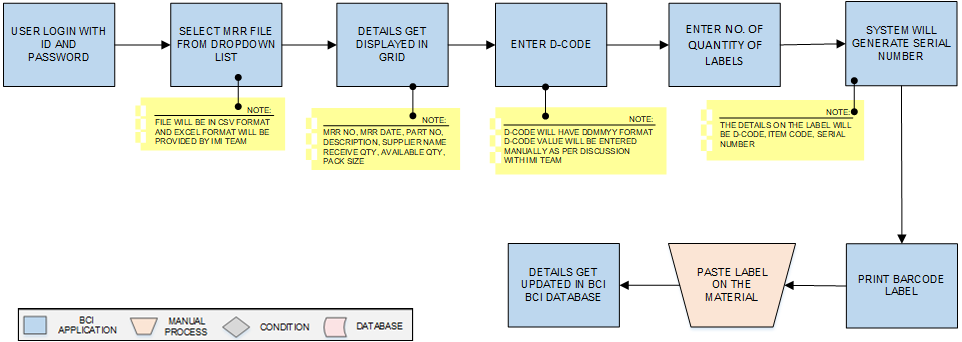 USER LOGIN WITH
ID AND
PASSWORD
SELECT MRR FILE
FROM DROPDOWN
LIST
DETAILS GET
DISPLAYED IN
GRID
ENTER D-CODE
ENTER NO. OF
QUANTITY OF
LABELS
SYSTEM WILL
GENERATE SERIAL
NUMBER
NOTE:
FILE WILL BE IN CSV FORMAT
AND EXCEL FORMAT WILL BE
PROVIDED BY IMI TEAM
NOTE:
MRR NO, MRR DATE, PART NO,
DESCRIPTION, SUPPLIER NAME
RECEIVE QTY, AVAILABLE QTY,
PACK SIZE
NOTE:
D-CODE WILL HAVE DDMMYY FORMAT
D-CODE VALUE WILL BE ENTERED
MANUALLY AS PER DISCUSSION
WITH IMI TEAM
NOTE:
THE DETAILS ON THE LABEL WILL
BE D-CODE, ITEM CODE, SERIAL
NUMBER
DETAILS GET
UPDATED IN BCI
BCI DATABASE
PASTE LABEL
ON THE
MATERIAL
PRINT BARCODE
LABEL
BCI
APPLICATION
MANUAL
PROCESS
CONDITION
DATABASE